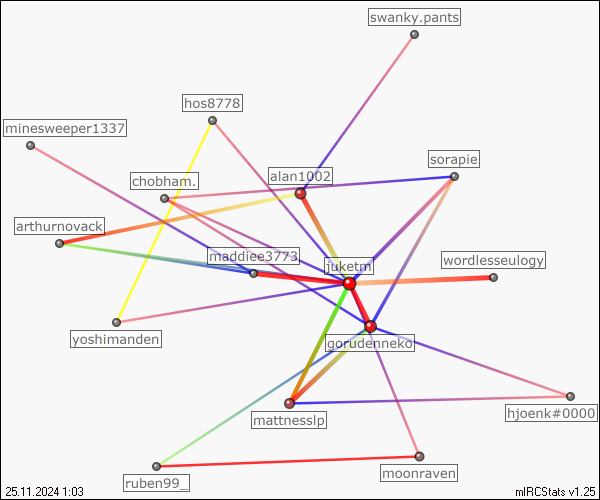 swanky.pants
hos8778
minesweeper1337
sorapie
alan1002
chobham.
arthurnovack
maddiee3773
wordlesseulogy
juketm
yoshimanden
gorudenneko
hjoenk#0000
mattnesslp
moonraven
ruben99_
25.11.2024 1:03
mIRCStats v1.25